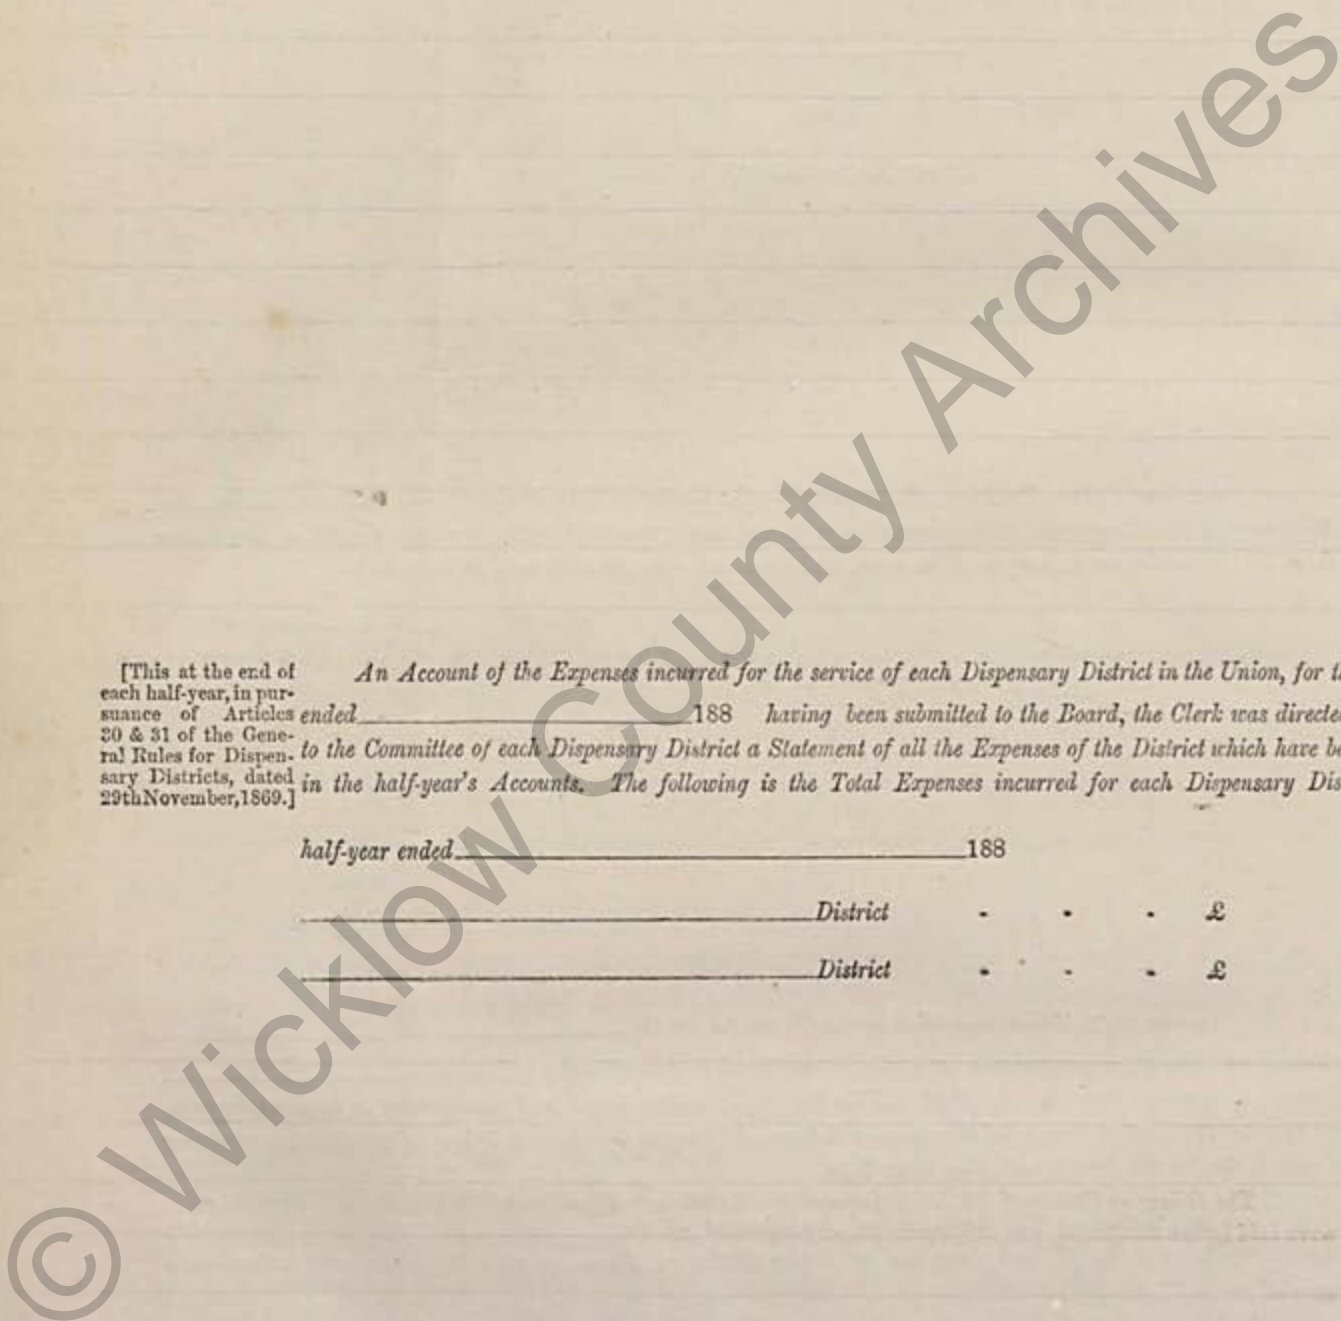 [This at the end of
each half-year, in pur-
suance of Articles
30 & 31 of the Gene-
ral Rules for Dispen-
sary Districts, dated
29thNovember,1869.]
An Account of the Expenses incurred for the service of each Dispensary District in the Union, for
ended 188 having been submitted to the Board, the Clerk was directed
to the Committee of each Dispensary District a Statement of all the Expenses of the District which have
in the half-year's Accounts. The following is the Total Expenses incurred for each Dispensary Dis
half-year ended 188
District - - - £
District - - - £
© Wicklow County Archives